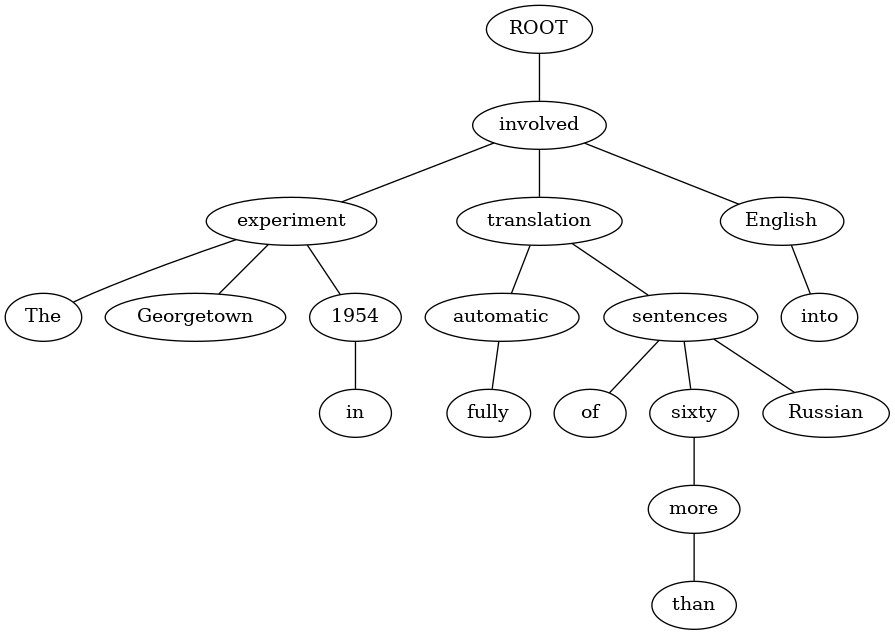 ROOT
involved
experiment translation English
The Georgetown 1954 automatic sentences into
in fully of sixty Russian
more
than